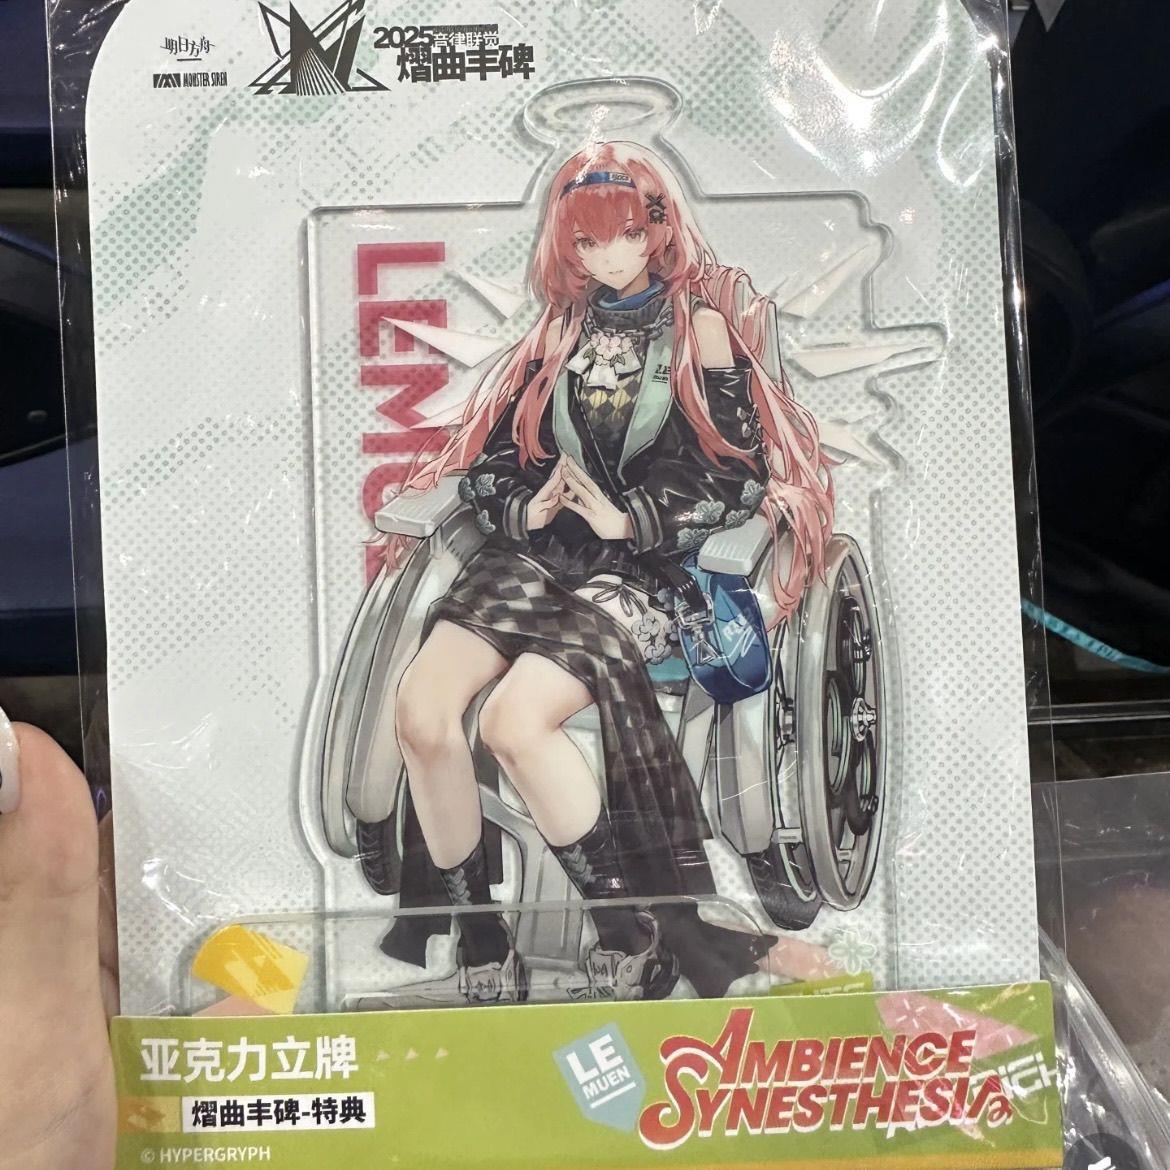 明日方舟
MONSTER SIREN
2025音律联觉
熠曲丰碑
LEMU
亚克力立牌
熠曲丰碑-特典
© HYPERGRYPH
LE
MUEN
AMBIENCE
SYNESTHESIA